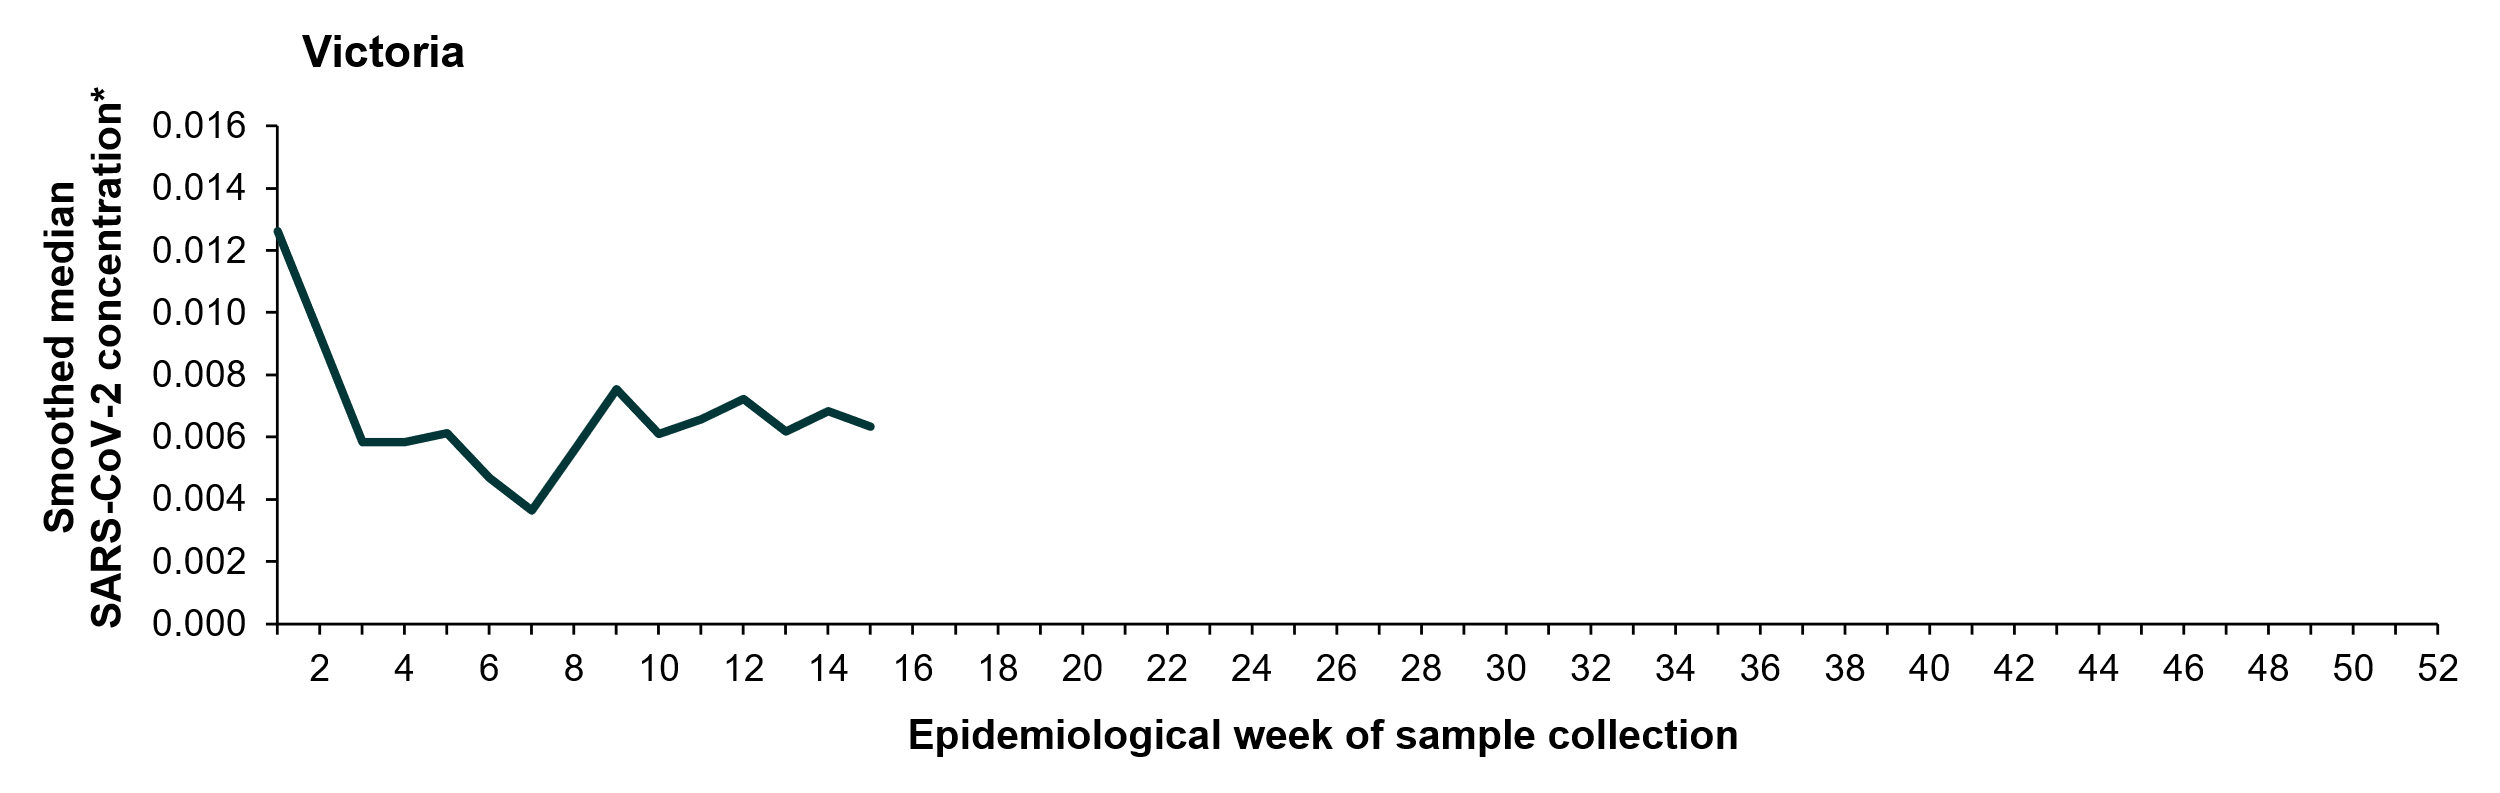 Victoria
Smoothed median
SARS-CoV-2 concentration*
0.016
0.014
0.012
0.010
0.008
0.006
0.004
0.002
0.000
2 4 6 8 10 12 14 16 18 20 22 24 26 28 30 32 34 36 38 40 42 44 46 48 50 52
Epidemiological week of sample collection